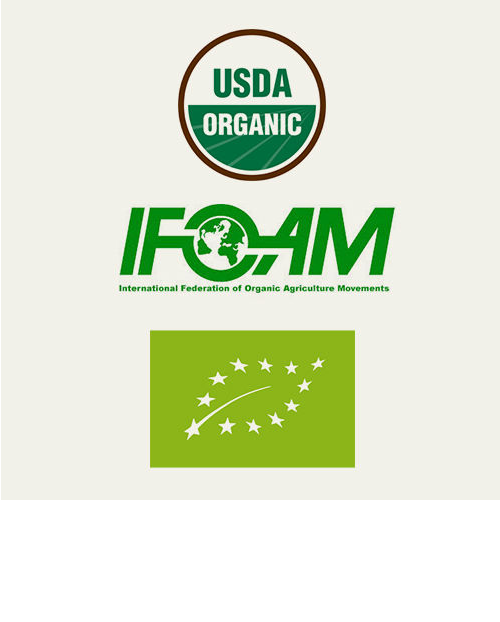 USDA
ORGANIC
IFOAM
International Federation of Organic Agriculture Movements